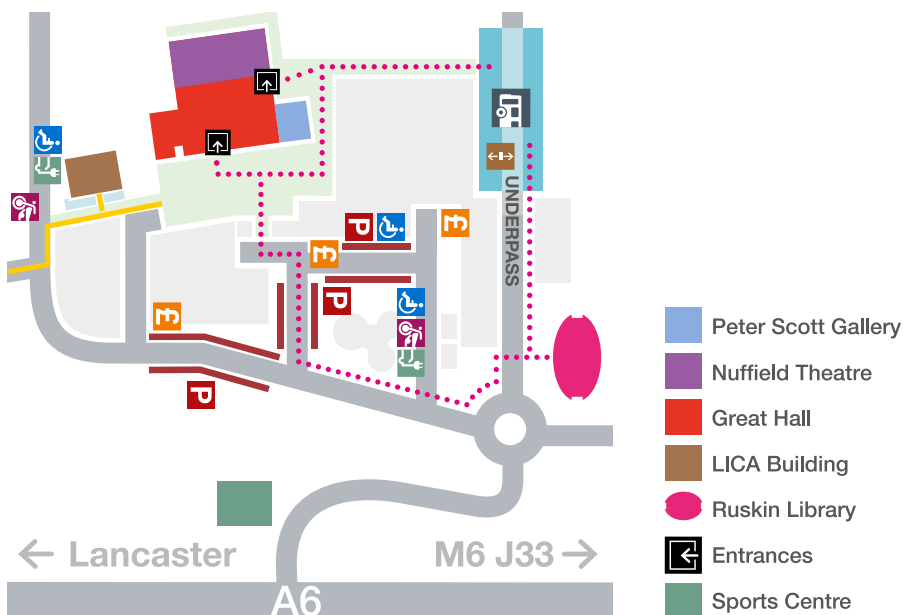 UNDERPASS
P
£
£
P
£
P
Peter Scott Gallery
Nuffield Theatre
Great Hall
LICA Building
Ruskin Library
Entrances
Sports Centre
← Lancaster
M6 J33 →
A6